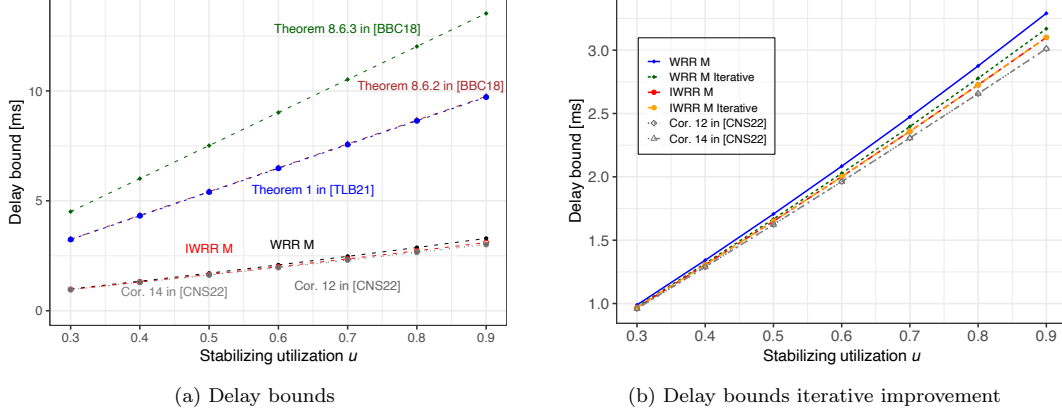 Theorem 8.6.3 in [BBC18]
Theorem 8.6.2 in [BBC18]
Theorem 1 in [TLB21]
IWRR M
WRR M
Cor. 14 in [CNS22]
Cor. 12 in [CNS22]
10
5
0
0.3 0.4 0.5 0.6 0.7 0.8 0.9
Delay bound [ms]
Stabilizing utilization u
(a) Delay bounds
WRR M
WRR M Iterative
IWRR M
IWRR M Iterative
Cor. 12 in [CNS22]
Cor. 14 in [CNS22]
3.0
2.5
2.0
1.5
1.0
0.3 0.4 0.5 0.6 0.7 0.8 0.9
Delay bound [ms]
Stabilizing utilization u
(b) Delay bounds iterative improvement